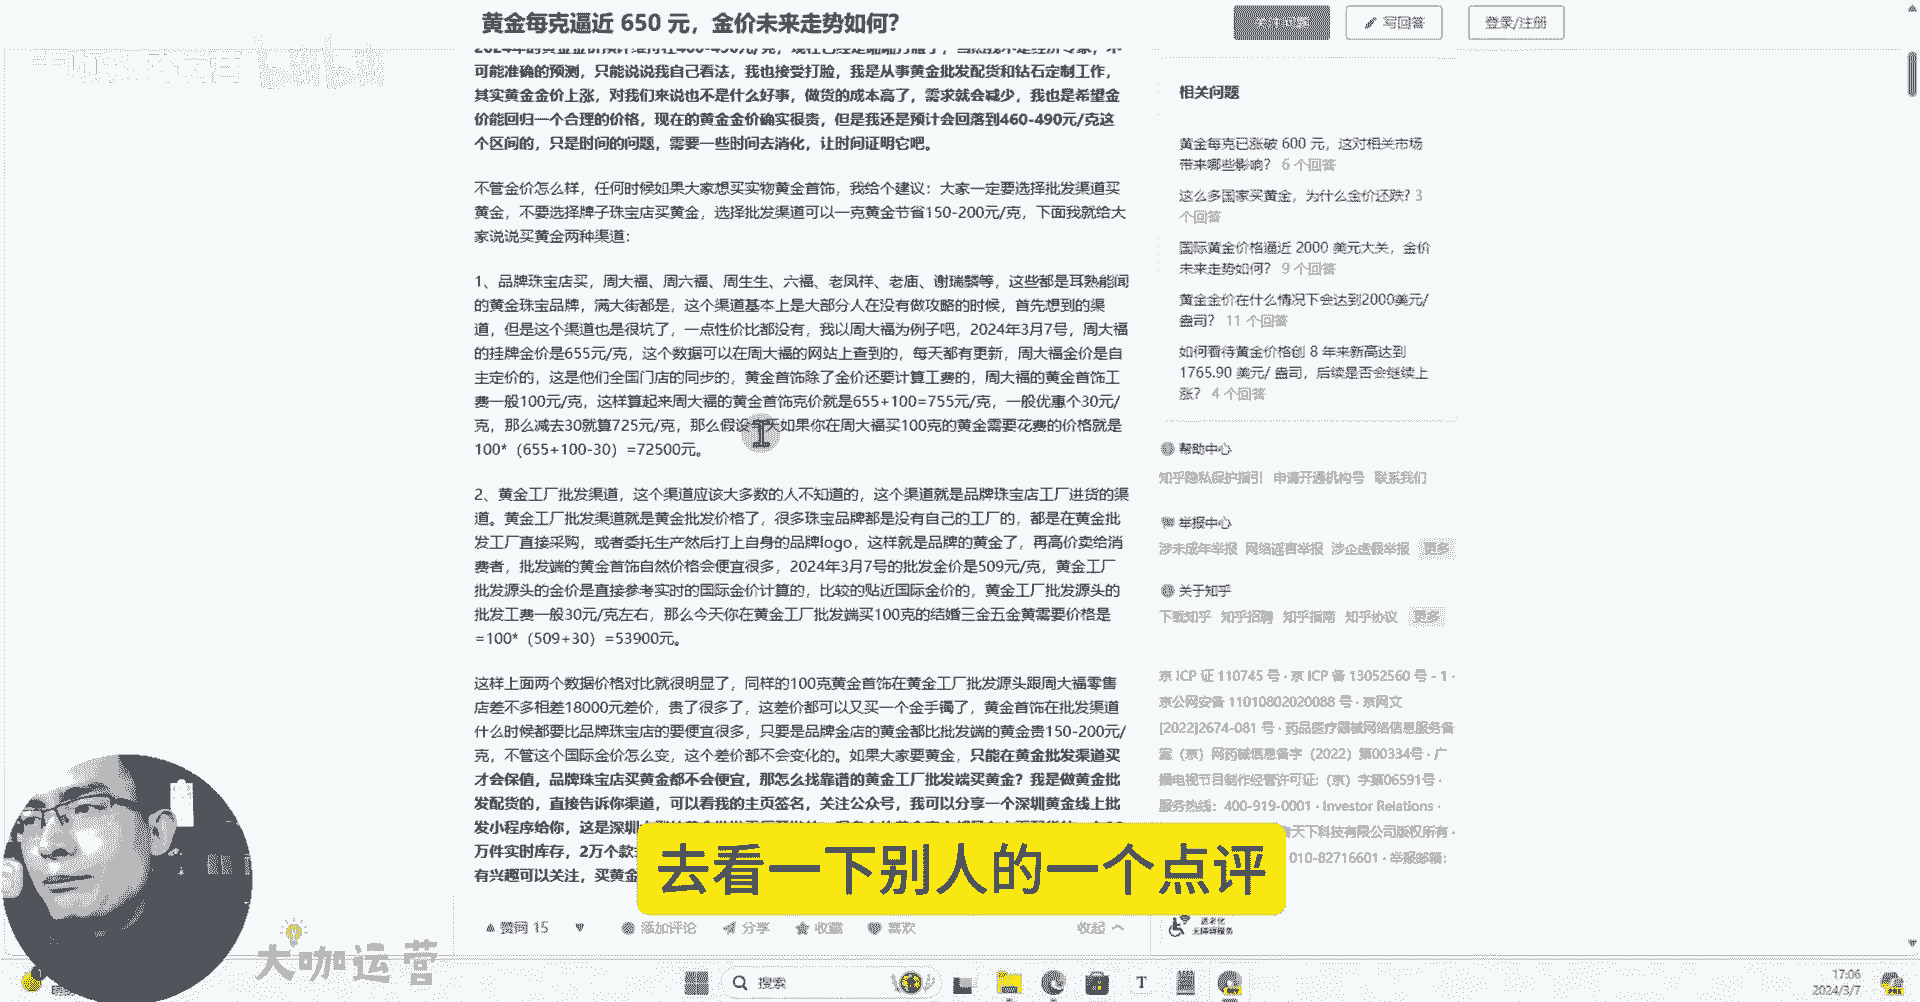 黄金每克逼近 650 元，金价未来走势如何？
关注问题
写回答
登录/注册
可能准确的预测，只能说说我自己看法，我也接受打脸，我是从事黄金批发配货和钻石定制工作，
其实黄金金价上涨，对我们来说也不是什么好事，做货的成本高了，需求就会减少，我也是希望金
价能回归一个合理的价格，现在的黄金金价确实很贵，但是我还是预计会回落到460-490元/克这
个区间的，只是时间的问题，需要一些时间去消化，让时间证明它吧。
不管金价怎么样，任何时候如果大家想买实物黄金首饰，我给个建议：大家一定要选择批发渠道买
黄金，不要选择牌子珠宝店买黄金，选择批发渠道可以一克黄金节省150-200元/克，下面我就给大
家说说买黄金两种渠道：
1、品牌珠宝店买，周大福、周六福、周生生、六福、老凤祥、老庙、谢瑞麟等，这些都是耳熟能闻
的黄金珠宝品牌，满大街都是，这个渠道基本上是大部分人在没有做攻略的时候，首先想到的渠
道，但是这个渠道也是很坑了，一点性价比都没有，我以周大福为例子吧，2024年3月7号，周大福
的挂牌金价是655元/克，这个数据可以在周大福的网站上查到的，每天都有更新，周大福金价是自
主定价的，这是他们全国门店的同步的，黄金首饰除了金价还要计算工费的，周大福的黄金首饰工
费一般100元/克，这样算起来周大福的黄金首饰克价就是655+100=755元/克，一般优惠个30元/
克，那么减去30就算725元/克，那么假设今天如果你在周大福买100克的黄金需要花费的价格就是
100*（655+100-30）=72500元。
2、黄金工厂批发渠道，这个渠道应该大多数的人不知道的，这个渠道就是品牌珠宝店工厂进货的渠
道。黄金工厂批发渠道就是黄金批发价格了，很多珠宝品牌都是没有自己的工厂的，都是在黄金批
发工厂直接采购，或者委托生产然后打上自身的品牌logo，这样就是品牌的黄金了，再高价卖给消
费者，批发端的黄金首饰自然价格会便宜很多，2024年3月7号的批发金价是509元/克，黄金工厂
批发源头的金价是直接参考实时的国际金价计算的，比较的贴近国际金价的，黄金工厂批发源头的
批发工费一般30元/克左右，那么今天你在黄金工厂批发端买100克的结婚三金五金黄需要价格是
=100*（509+30）=53900元。
这样上面两个数据价格对比就很明显了，同样的100克黄金首饰在黄金工厂批发源头跟周大福零售
店差不多相差18000元差价，贵了很多了，这差价都可以又买一个金手镯了，黄金首饰在批发渠道
什么时候都要比品牌珠宝店的要便宜很多，只要是品牌金店的黄金都比批发端的黄金贵150-200元/
克，不管这个国际金价怎么变，这个差价都不会变化的。如果大家要黄金，只能在黄金批发渠道买
才会保值，品牌珠宝店买黄金都不会便宜，那怎么找靠谱的黄金工厂批发端买黄金？我是做黄金批
发配货的，直接告诉你渠道，可以看我的主页签名，关注公众号，我可以分享一个深圳黄金线上批
发小程序给你，这是深圳
万件实时库存，2万个款
有兴趣可以关注，买黄金
去看一下别人的一个点评
赞同 15
添加评论
分享
收藏
喜欢
收起
相关问题
黄金每克已涨破 600 元，这对相关市场
带来哪些影响？ 6 个回答
这么多国家买黄金，为什么金价还跌? 3
个回答
国际黄金价格逼近 2000 美元大关，金价
未来走势如何？ 9 个回答
黄金金价在什么情况下会达到2000美元/
盎司？ 11 个回答
如何看待黄金价格创 8 年来新高达到
1765.90 美元/ 盎司，后续是否会继续上
涨？ 4 个回答
帮助中心
知乎隐私保护指引 申请开通机构号 联系我们
举报中心
涉未成年举报 网络谣言举报 涉企虚假举报 更多
关于知乎
下载知乎 知乎招聘 知乎指南 知乎协议 更多
京 ICP 证 110745 号 · 京 ICP 备 13052560 号 - 1 ·
京公网安备 11010802020088 号 · 京网文
[2022]2674-081 号 · 药品医疗器械网络信息服务备
案（京）网药械信息备字（2022）第00334号 · 广
播电视节目制作经营许可证:（京）字第06591号 ·
服务热线：400-919-0001 · Investor Relations ·
天下科技有限公司版权所有 ·
010-82716601 · 举报邮箱:
大咖运营
搜索
17:06
2024/3/7